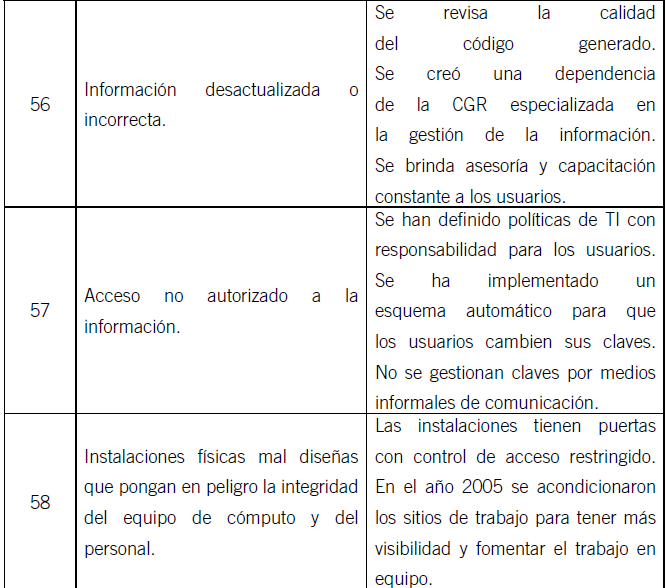 56
Información desactualizada o
incorrecta.
Se revisa la calidad
del código generado.
Se creó una dependencia
de la CGR especializada en
la gestión de la información.
Se brinda asesoría y capacitación
constante a los usuarios.
57
Acceso no autorizado a la
información.
Se han definido políticas de TI con
responsabilidad para los usuarios.
Se ha implementado un
esquema automático para que
los usuarios cambien sus claves.
No se gestionan claves por medios
informales de comunicación.
58
Instalaciones físicas mal diseñas
que pongan en peligro la integridad
del equipo de cómputo y del
personal.
Las instalaciones tienen puertas
con control de acceso restringido.
En el año 2005 se acondicionaron
los sitios de trabajo para tener más
visibilidad y fomentar el trabajo en
equipo.